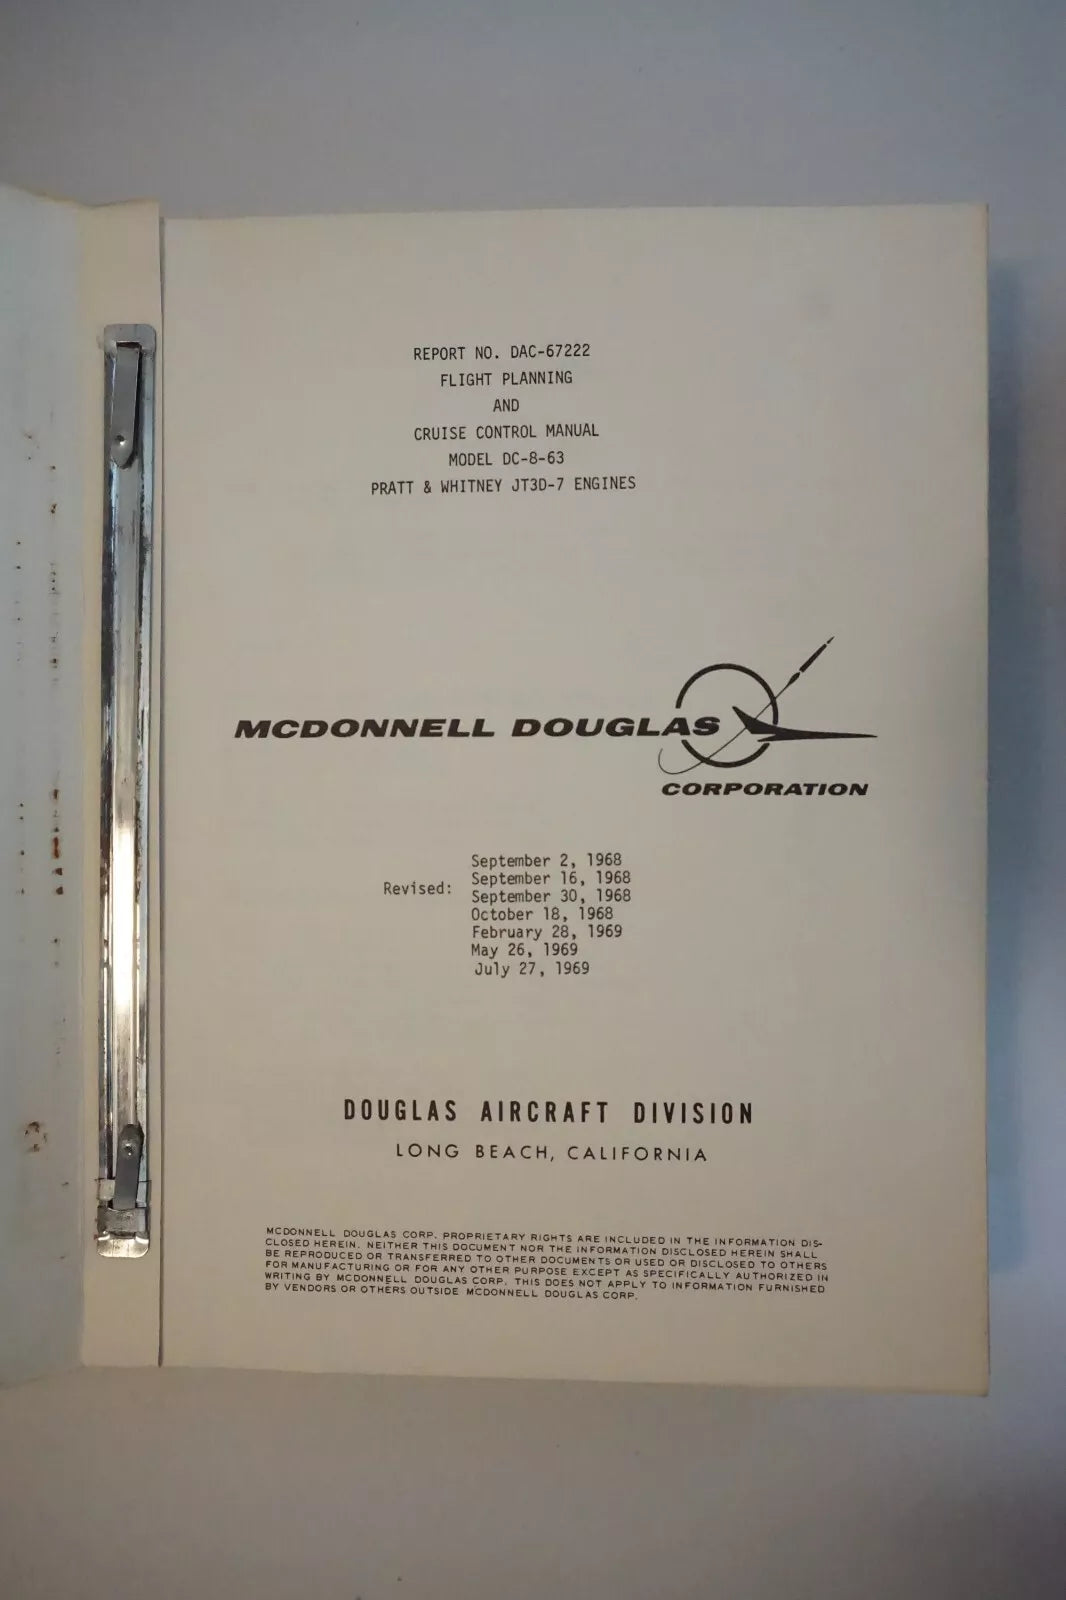 REPORT NO. DAC-67222
FLIGHT PLANNING
AND
CRUISE CONTROL MANUAL
MODEL DC-8-63
PRATT & WHITNEY JT3D-7 ENGINES
MCDONNELL DOUGLAS
CORPORATION
Revised:
September 2, 1968
September 16, 1968
September 30, 1968
October 18, 1968
February 28, 1969
May 26, 1969
July 27, 1969
DOUGLAS AIRCRAFT DIVISION
LONG BEACH, CALIFORNIA
MCDONNELL DOUGLAS CORP. PROPRIETARY RIGHTS ARE INCLUDED IN THE INFORMATION DIS-
CLOSED HEREIN. NEITHER THIS DOCUMENT NOR THE INFORMATION DISCLOSED HEREIN SHALL
BE REPRODUCED OR TRANSFERRED TO OTHER DOCUMENTS OR USED OR DISCLOSED TO OTHERS
FOR MANUFACTURING OR FOR ANY OTHER PURPOSE EXCEPT AS SPECIFICALLY AUTHORIZED IN
WRITING BY MCDONNELL DOUGLAS CORP. THIS DOES NOT APPLY TO INFORMATION FURNISHED
BY VENDORS OR OTHERS OUTSIDE MCDONNELL DOUGLAS CORP.